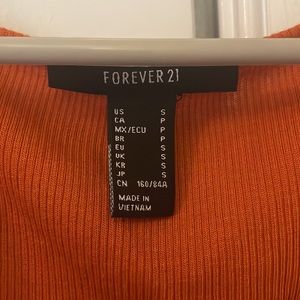 FOREVER 21
US S
CA P
MX/ECU P
BR P
EU S
UK S
KR S
JP S
CN 160/84A
MADE IN
VIETNAM